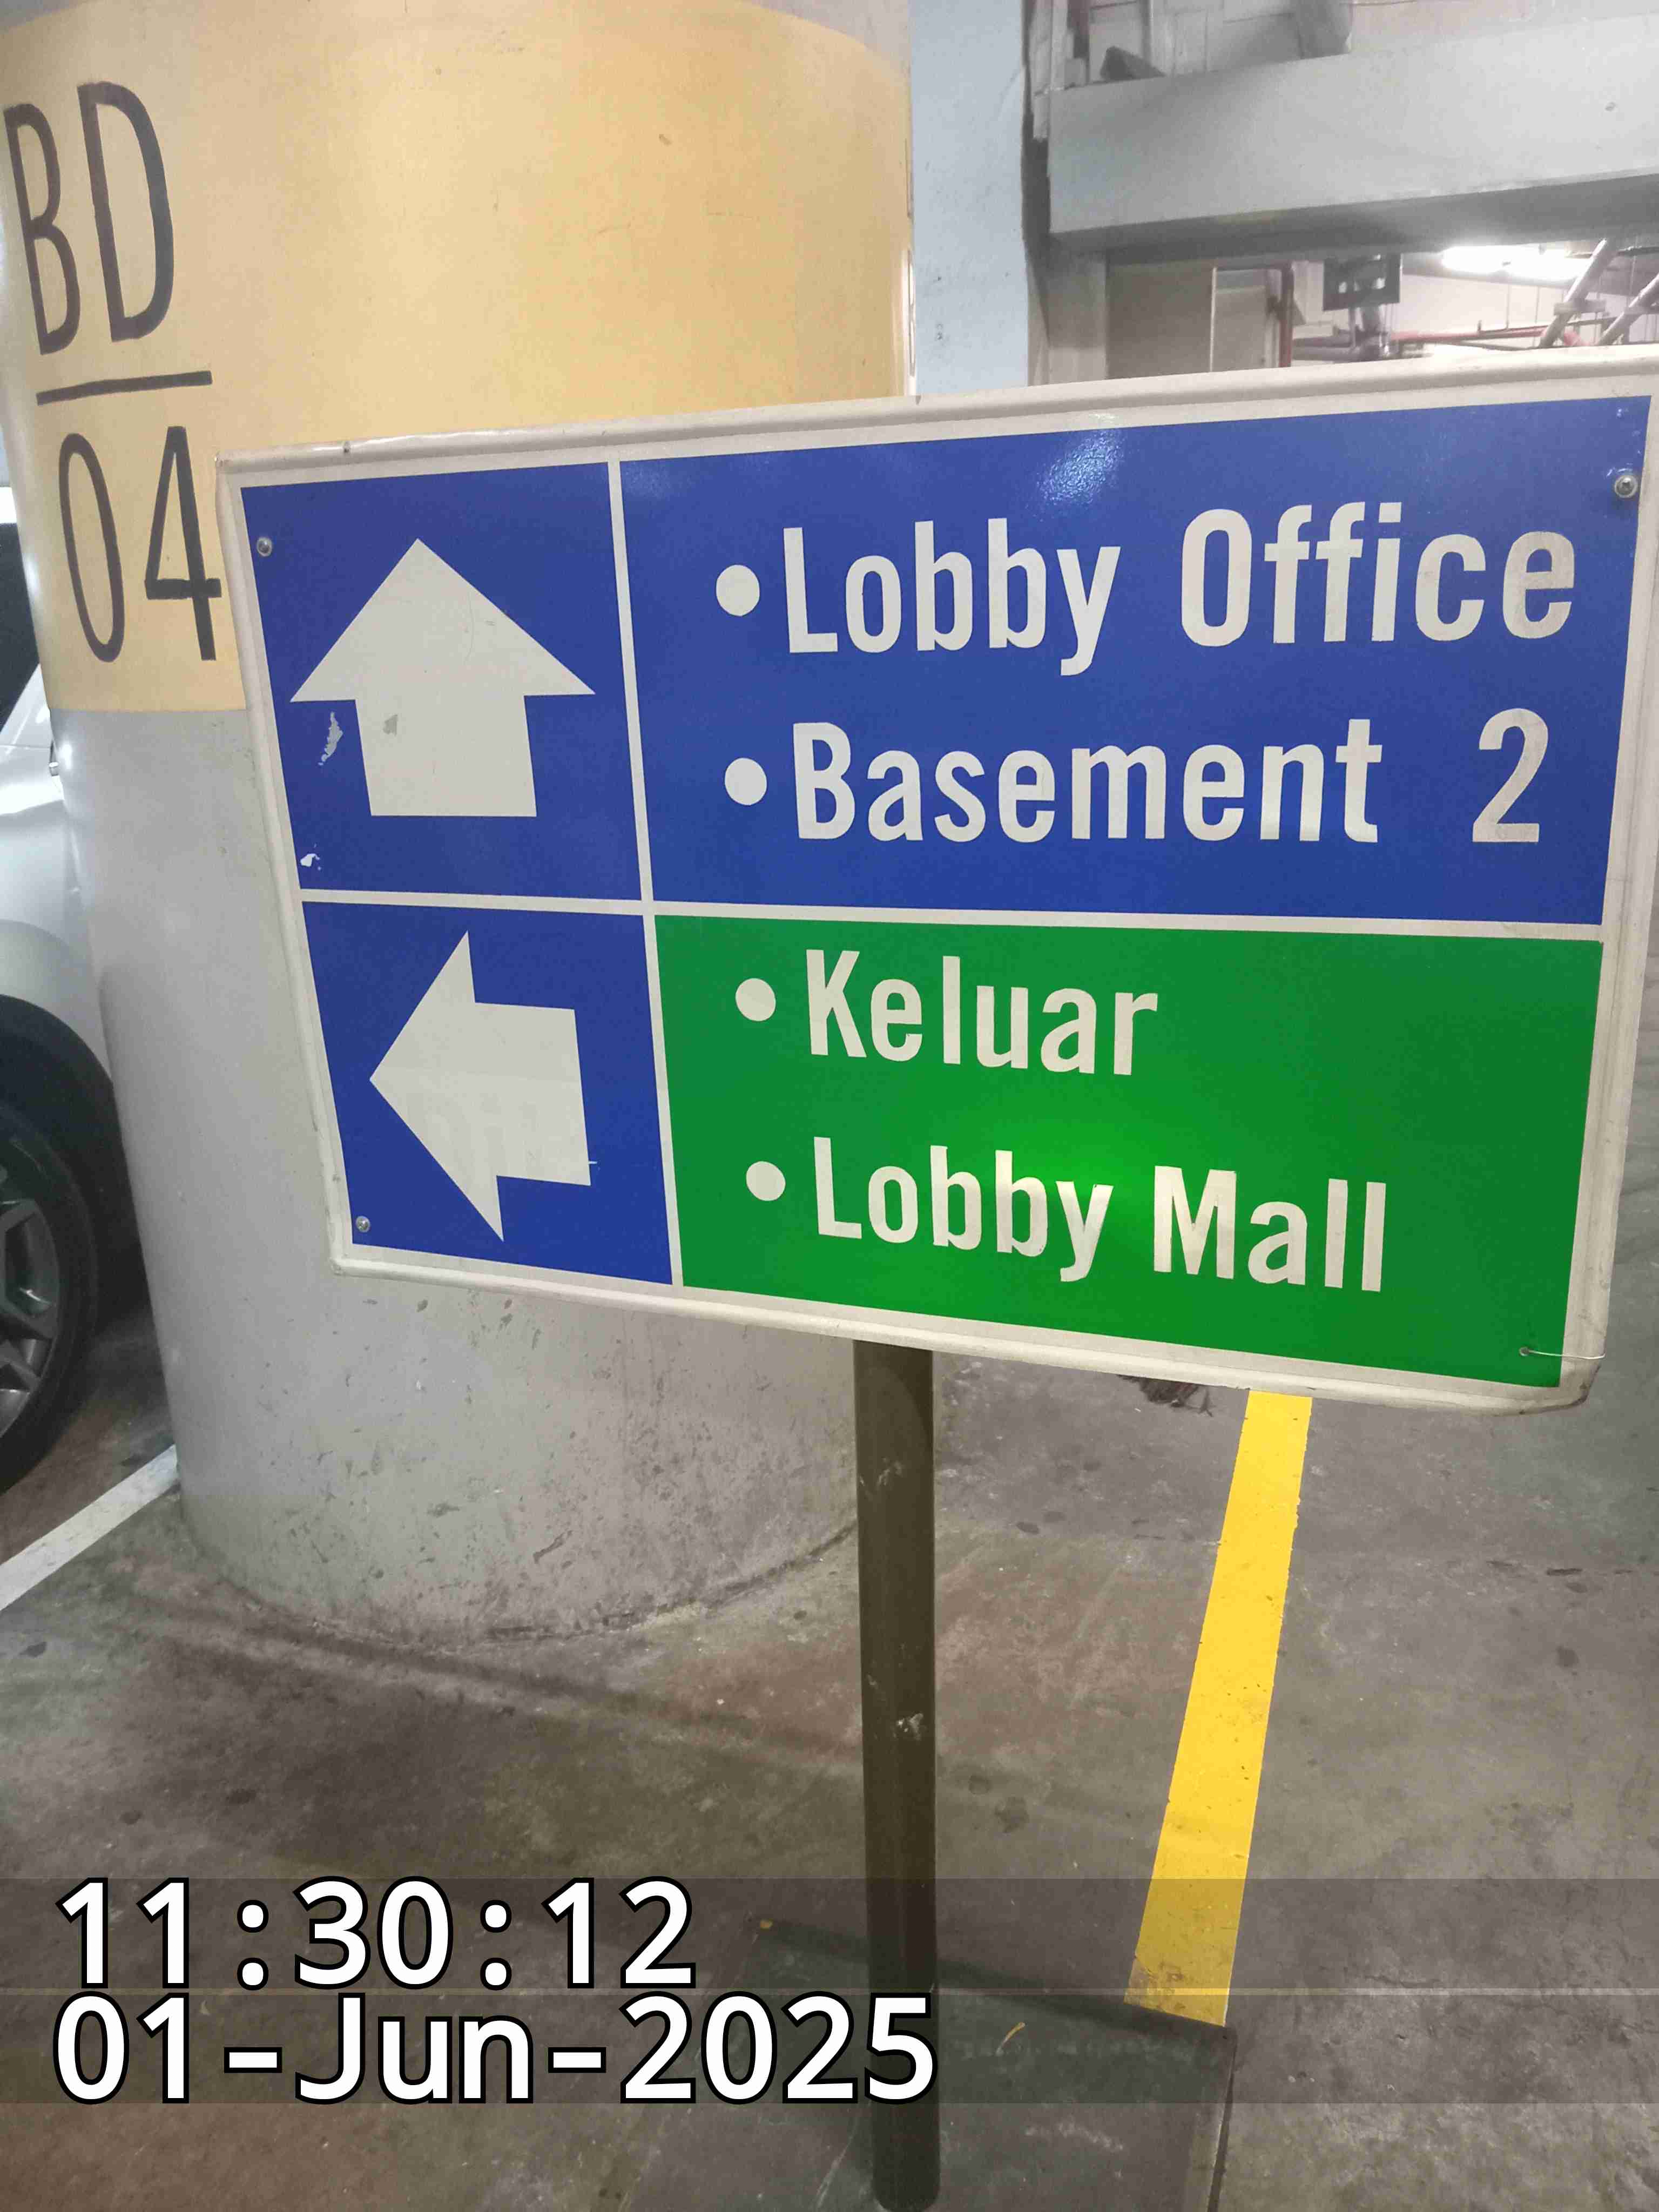 BD
04
•Lobby Office
•Basement 2
•Keluar
•Lobby Mall
11:30:12
01-Jun-2025